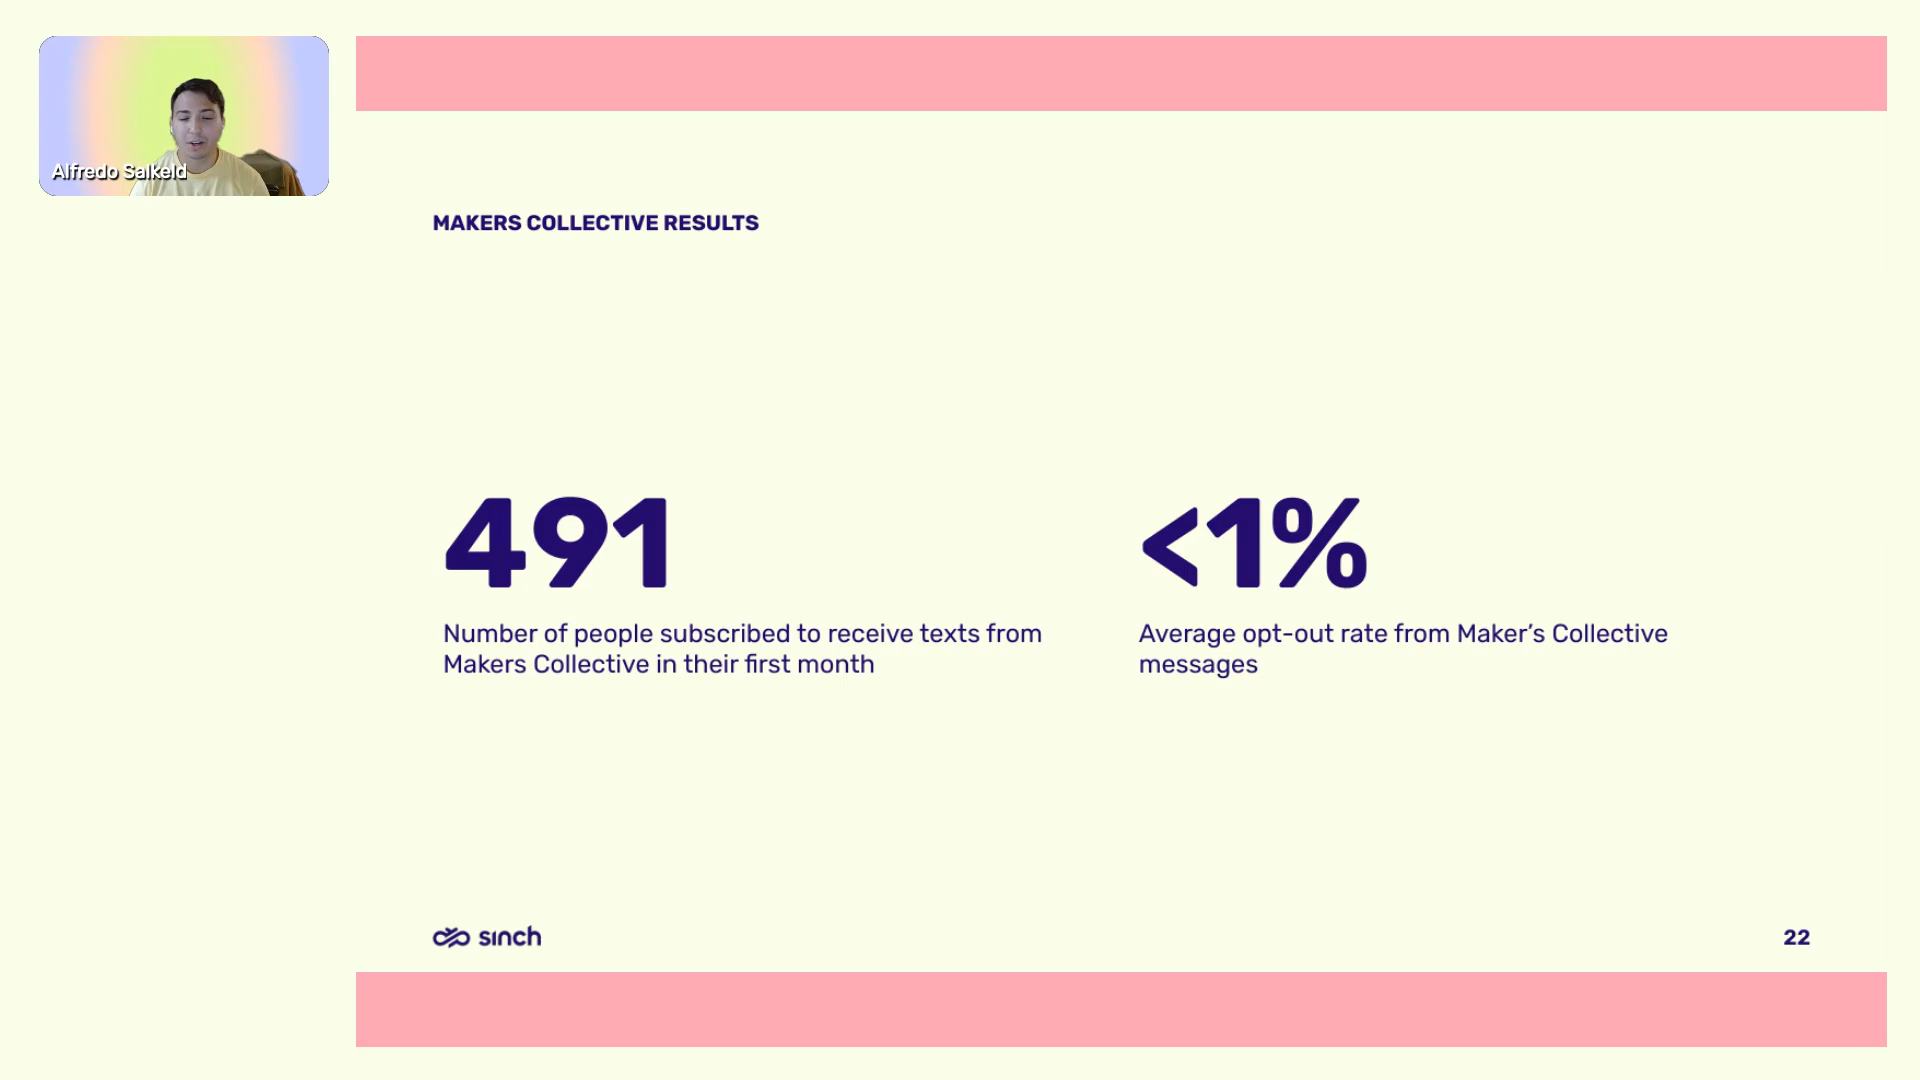 Alfredo Salkeld
MAKERS COLLECTIVE RESULTS
491
Number of people subscribed to receive texts from
Makers Collective in their first month
<1%
Average opt-out rate from Maker’s Collective
messages
sinch
22